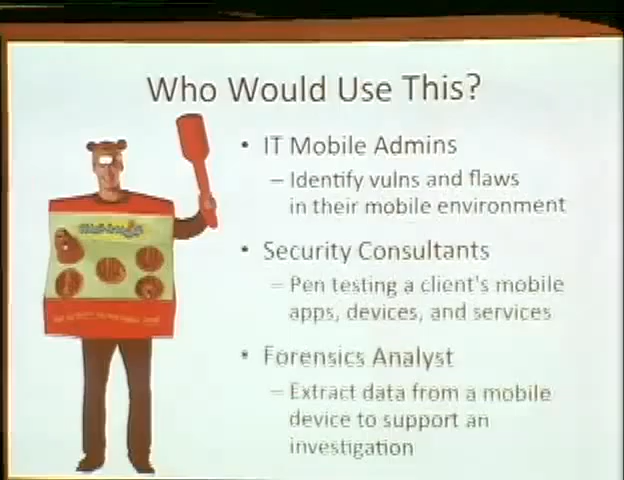 Who Would Use This?
• IT Mobile Admins
– Identify vulns and flaws
in their mobile environment
• Security Consultants
– Pen testing a client's mobile
apps, devices, and services
• Forensics Analyst
– Extract data from a mobile
device to support an
investigation